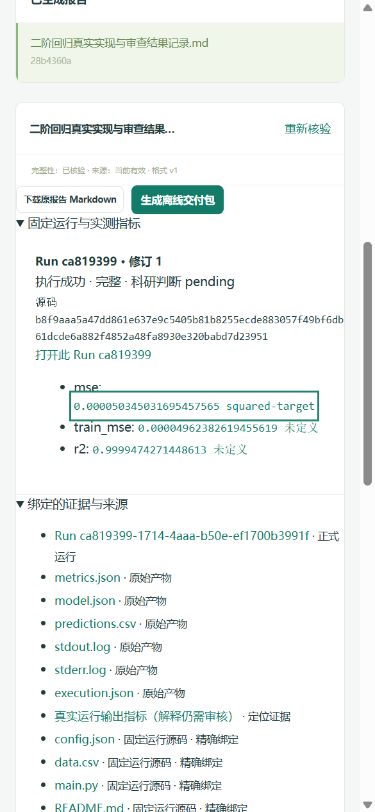 已生成报告
二阶回归真实实现与审查结果记录.md
28b4360a
二阶回归真实实现与审查结果...
重新核验
完整性：已核验 · 来源：当前有效 · 格式 v1
下载原报告 Markdown
生成离线交付包
▼ 固定运行与实测指标
Run ca819399 • 修订 1
执行成功 · 完整 · 科研判断 pending
源码
b8f9aaa5a47dd861e637e9c5405b81b8255ecde883057f49bf6db
61dcde6a882f4852a48fa8930e320babd7d23951
打开此 Run ca819399
• mse:
0.000050345031695457565 squared-target
• train_mse: 0.00004962382619455619 未定义
• r2: 0.9999474271448613 未定义
▼ 绑定的证据与来源
• Run ca819399-1714-4aaa-b50e-ef1700b3991f · 正式
运行
• metrics.json · 原始产物
• model.json · 原始产物
• predictions.csv · 原始产物
• stdout.log · 原始产物
• stderr.log · 原始产物
• execution.json · 原始产物
• 真实运行输出指标（解释仍需审核） · 定位证据
• config.json · 固定运行源码 · 精确绑定
• data.csv · 固定运行源码 · 精确绑定
• main.py · 固定运行源码 · 精确绑定
• README.md · 固定运行源码 · 精确绑定